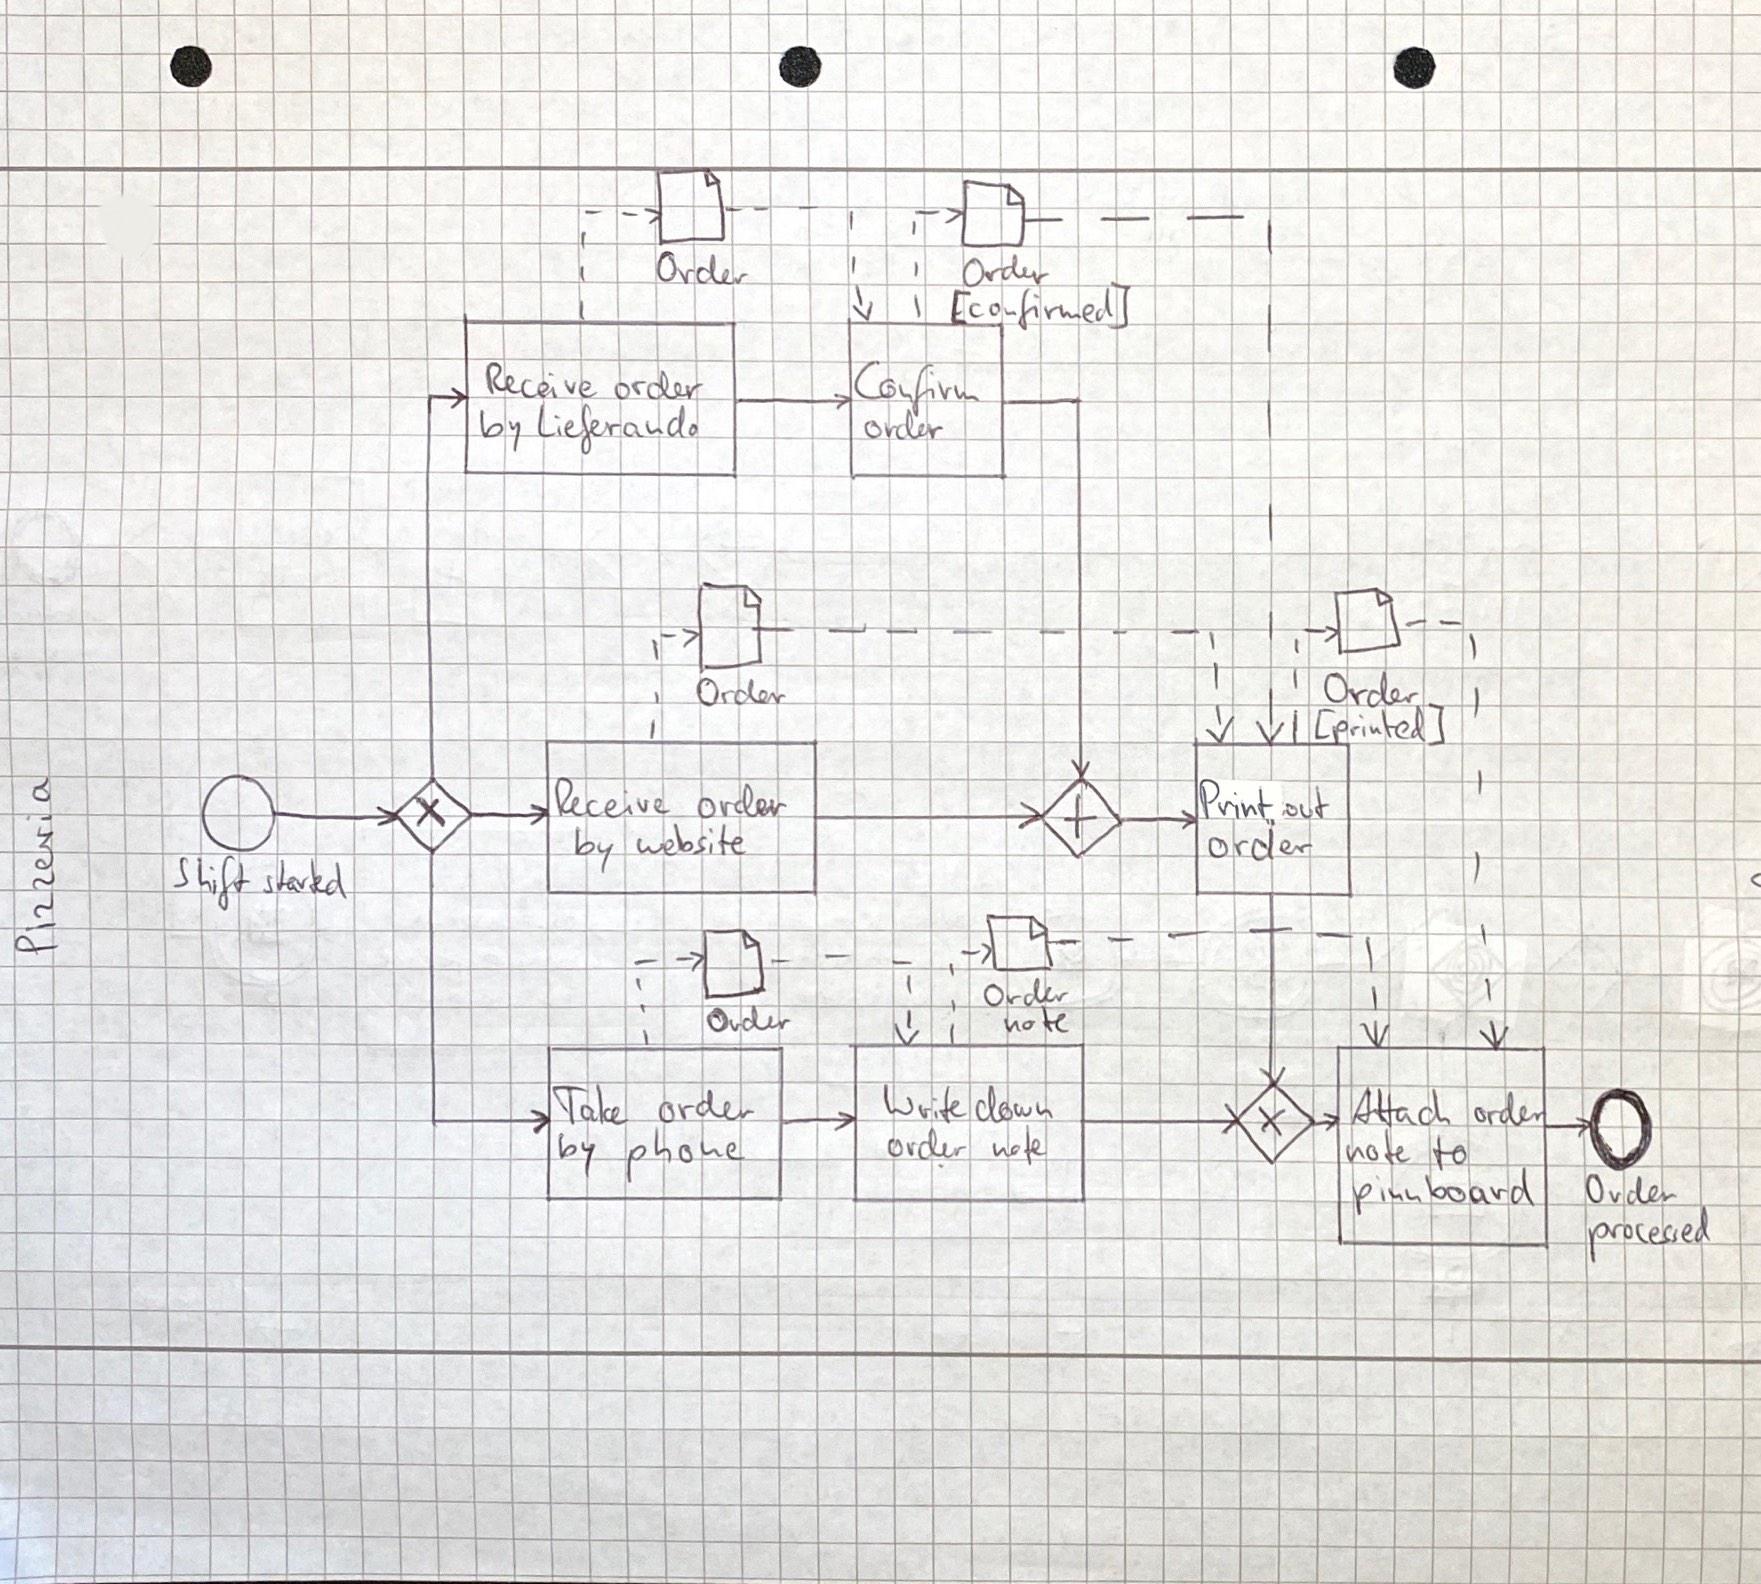 Order
Order
[confirmed]
Receive order
by Lieferando
Confirm
order
Order
Order
[printed]
Receive order
by website
Print out
order
Pizzeria
Shift started
Order
Order
note
Take order
by phone
Write down
order note
Attach order
note to
pinnboard
Order
processed